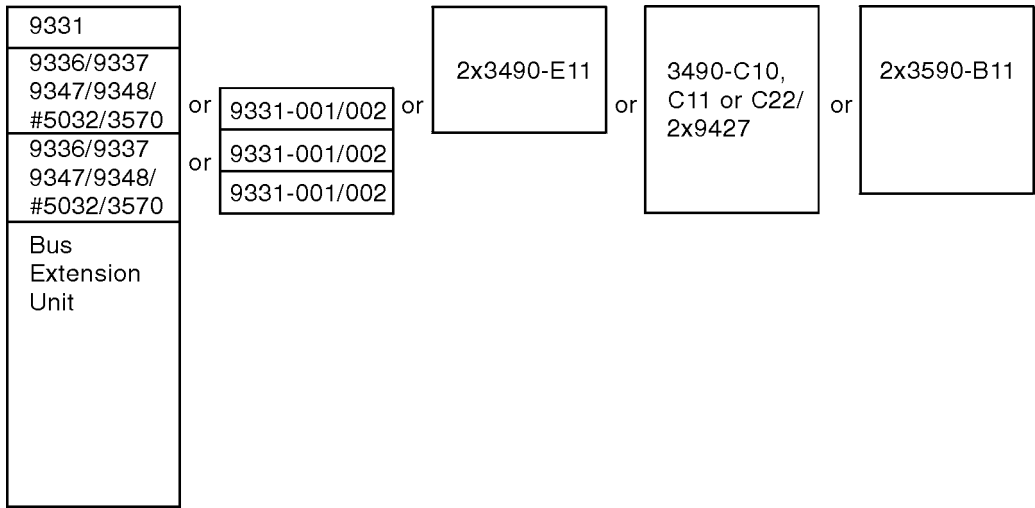 9331
9336/9337
9347/9348/
#5032/3570
9336/9337
9347/9348/
#5032/3570
Bus
Extension
Unit
or
or
9331-001/002
9331-001/002
9331-001/002
or
2x3490-E11
or
3490-C10,
C11 or C22/
2x9427
or
2x3590-B11